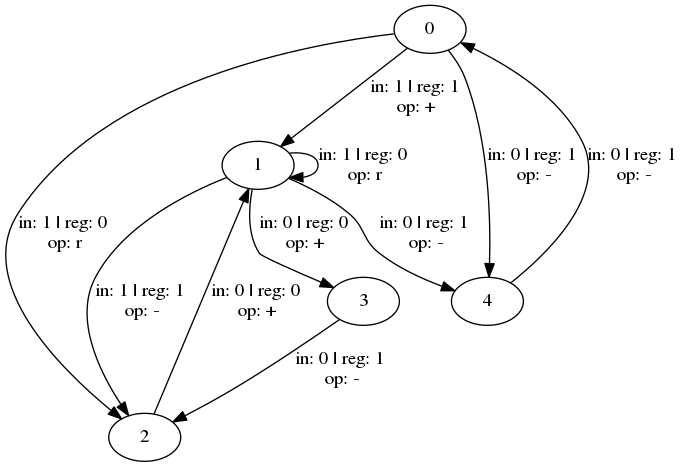 0
in: 1 | reg: 1
op: +
1
in: 1 | reg: 0
op: r
in: 0 | reg: 1
op: -
in: 0 | reg: 1
op: -
in: 1 | reg: 0
op: r
in: 0 | reg: 0
op: +
in: 0 | reg: 1
op: -
in: 1 | reg: 1
op: -
in: 0 | reg: 0
op: +
3
4
in: 0 | reg: 1
op: -
2